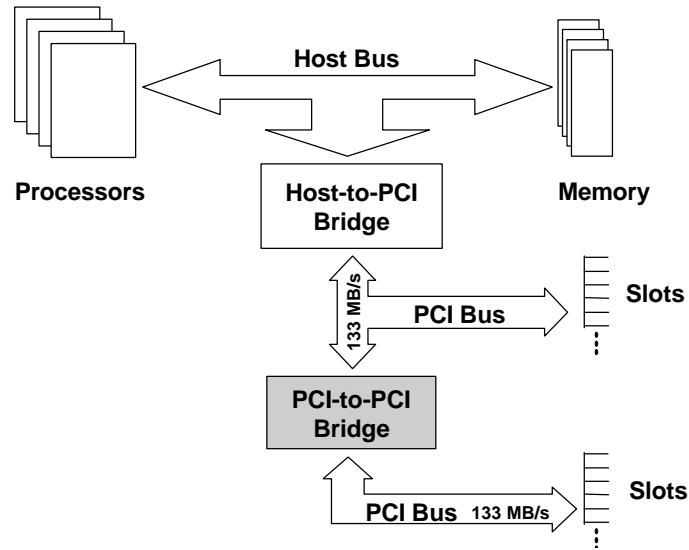 Host Bus
Processors
Host-to-PCI
Bridge
Memory
133 MB/s
PCI Bus
Slots
PCI-to-PCI
Bridge
PCI Bus 133 MB/s
Slots